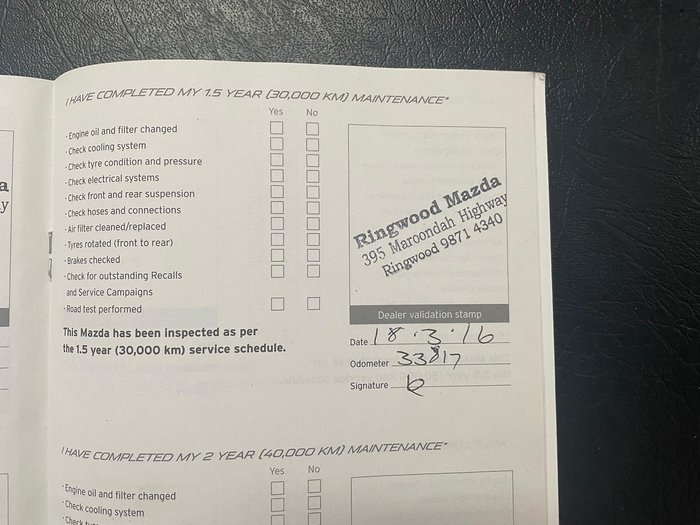 I HAVE COMPLETED MY 1.5 YEAR (30,000 KM) MAINTENANCE*
Yes No
· Engine oil and filter changed
· Check cooling system
· Check tyre condition and pressure
· Check electrical systems
· Check front and rear suspension
· Check hoses and connections
· Air filter cleaned/replaced
· Tyres rotated (front to rear)
· Brakes checked
· Check for outstanding Recalls
and Service Campaigns
· Road test performed
This Mazda has been inspected as per
the 1.5 year (30,000 km) service schedule.
Ringwood Mazda
395 Maroondah Highway
Ringwood 9871 4340
Dealer validation stamp
Date 18.3.16
Odometer 33817
Signature
I HAVE COMPLETED MY 2 YEAR (40,000 KM) MAINTENANCE*
Yes No
· Engine oil and filter changed
· Check cooling system
· Check